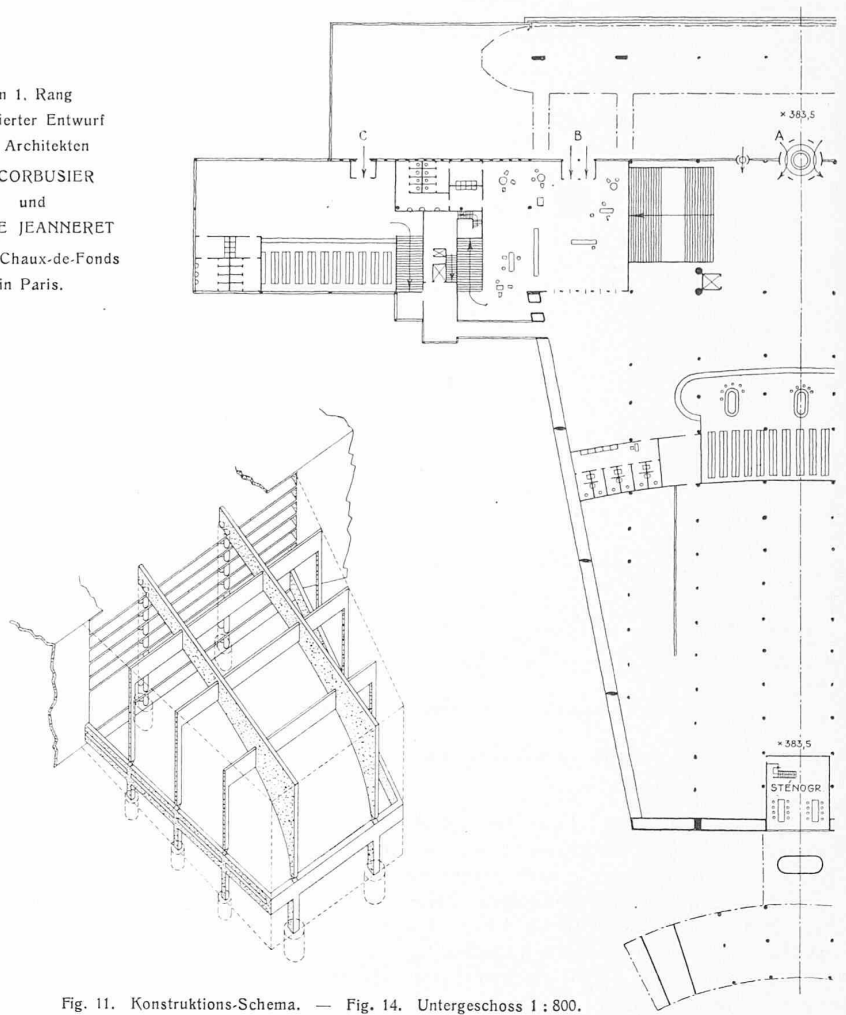 n 1. Rang
ierter Entwurf
Architekten
CORBUSIER
und
E JEANNERET
Chaux-de-Fonds
in Paris.
C
B
× 383,5
A
× 383,5
STÉNOGR.
Fig. 11. Konstruktions-Schema. — Fig. 14. Untergeschoss 1 : 800.